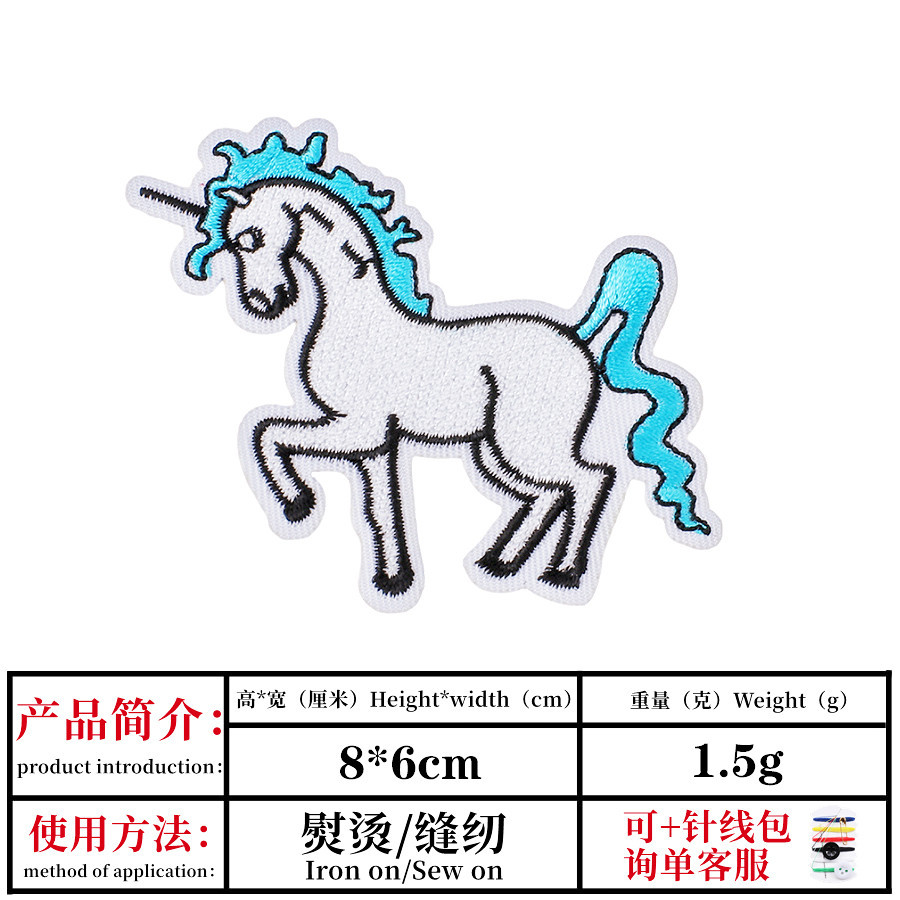 产品简介：
product introduction：
高*宽（厘米）Height*width（cm）
重量（克）Weight（g）
8*6cm
1.5g
使用方法：
method of application：
熨烫/缝纫
Iron on/Sew on
可+针线包
询单客服